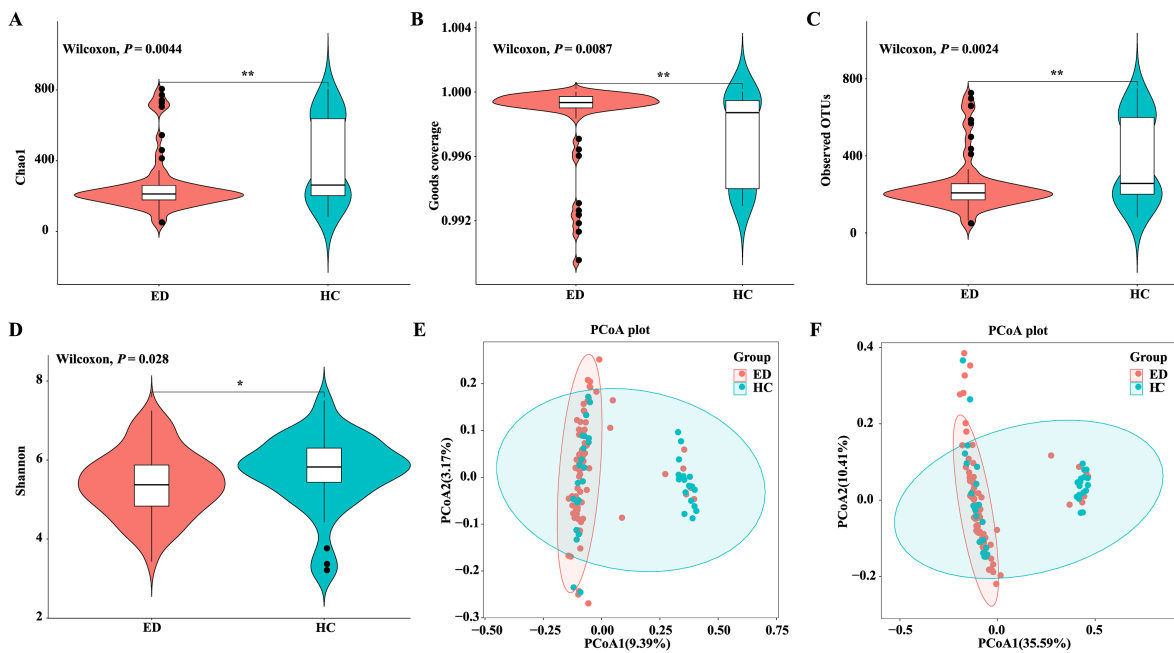 A
Wilcoxon, P = 0.0044
**
800
400
0
Chao1
ED
HC
B
1.004
Wilcoxon, P = 0.0087
**
1.000
0.996
0.992
Goods coverage
ED
HC
C
Wilcoxon, P = 0.0024
**
800
400
0
Observed OTUs
ED
HC
D
Wilcoxon, P = 0.028
*
8
6
4
2
Shannon
ED
HC
E
PCoA plot
Group
ED
HC
0.2
0.1
0.0
−0.1
−0.2
−0.3
PCoA2(3.17%)
−0.50
−0.25
0.00
0.25
0.50
0.75
PCoA1(9.39%)
F
PCoA plot
Group
ED
HC
0.4
0.2
0.0
−0.2
PCoA2(10.41%)
−0.5
0.0
0.5
PCoA1(35.59%)